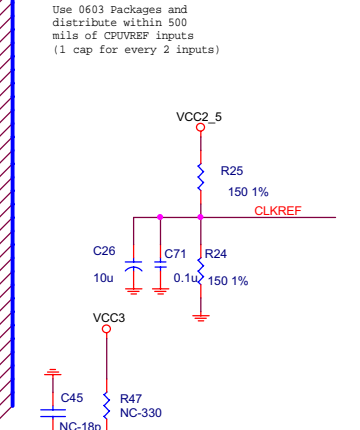 Use 0603 Packages and
distribute within 500
mils of CPUVREF inputs
(1 cap for every 2 inputs)
VCC2_5
R25
150 1%
CLKREF
C26
C71
R24
10u
0.1u
150 1%
VCC3
C45
R47
NC-330
NC-18p